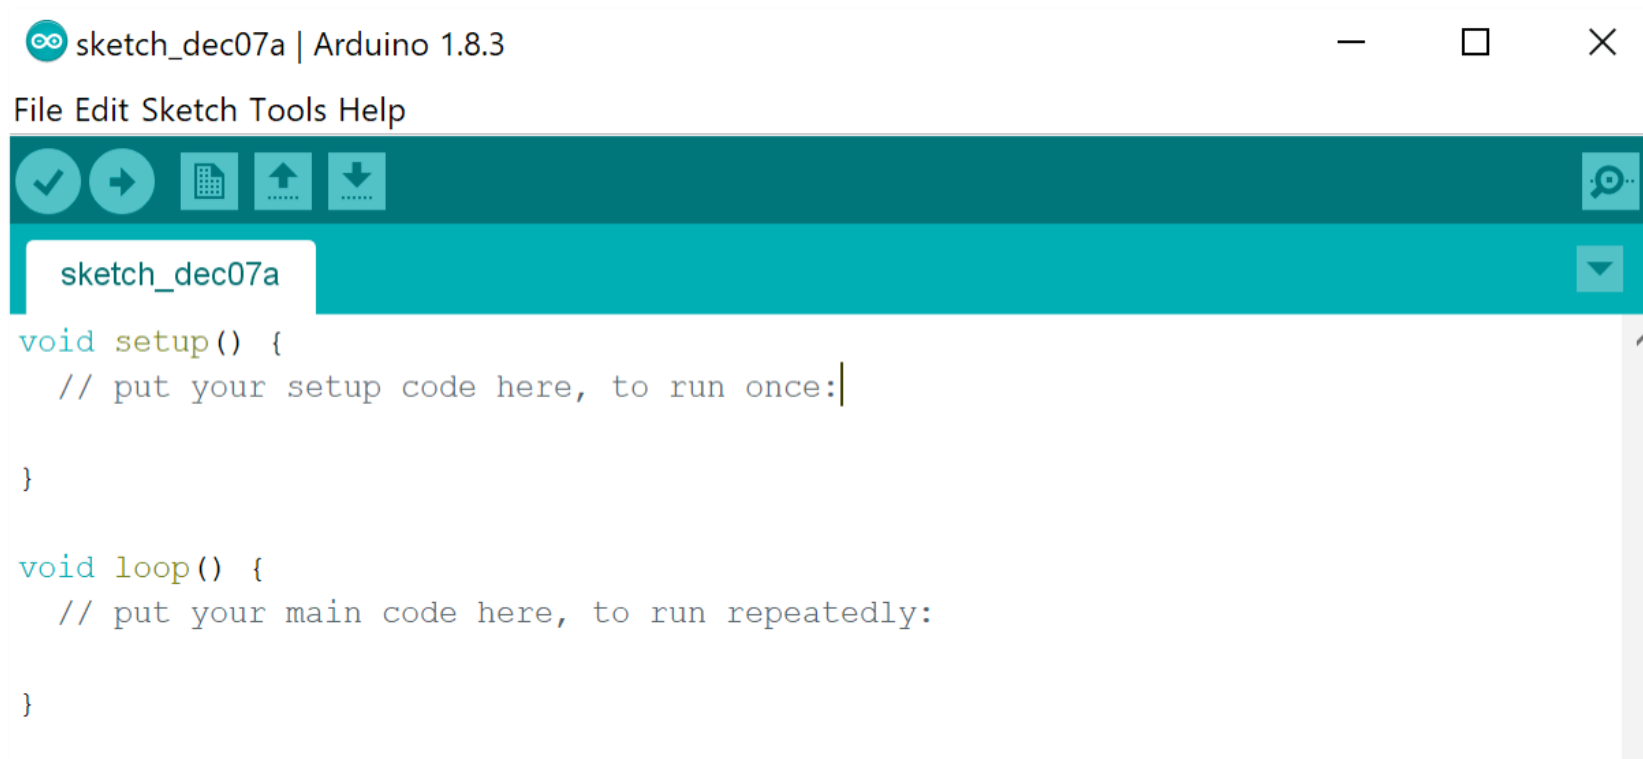 sketch_dec07a | Arduino 1.8.3
File Edit Sketch Tools Help
sketch_dec07a
void setup() {
  // put your setup code here, to run once:
}
void loop() {
  // put your main code here, to run repeatedly:
}